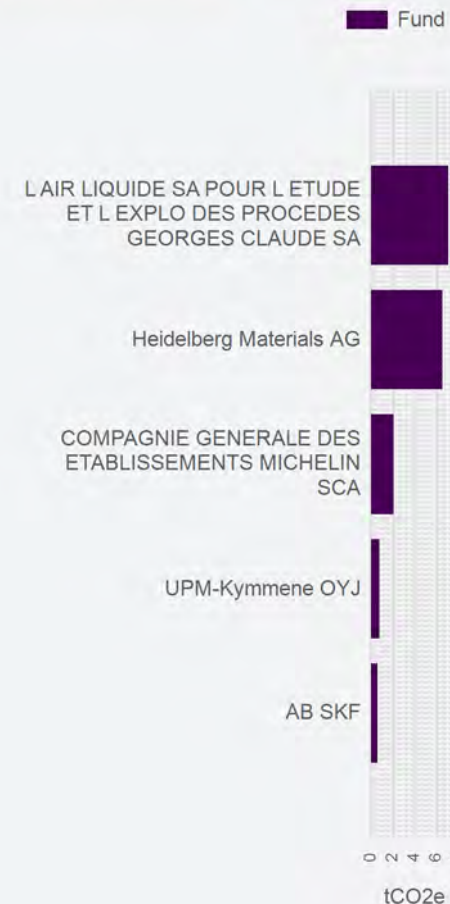 Fund
L AIR LIQUIDE SA POUR L ETUDE
ET L EXPLO DES PROCEDES
GEORGES CLAUDE SA
Heidelberg Materials AG
COMPAGNIE GENERALE DES
ETABLISSEMENTS MICHELIN
SCA
UPM-Kymmene OYJ
AB SKF
0 2 4 6
tCO2e